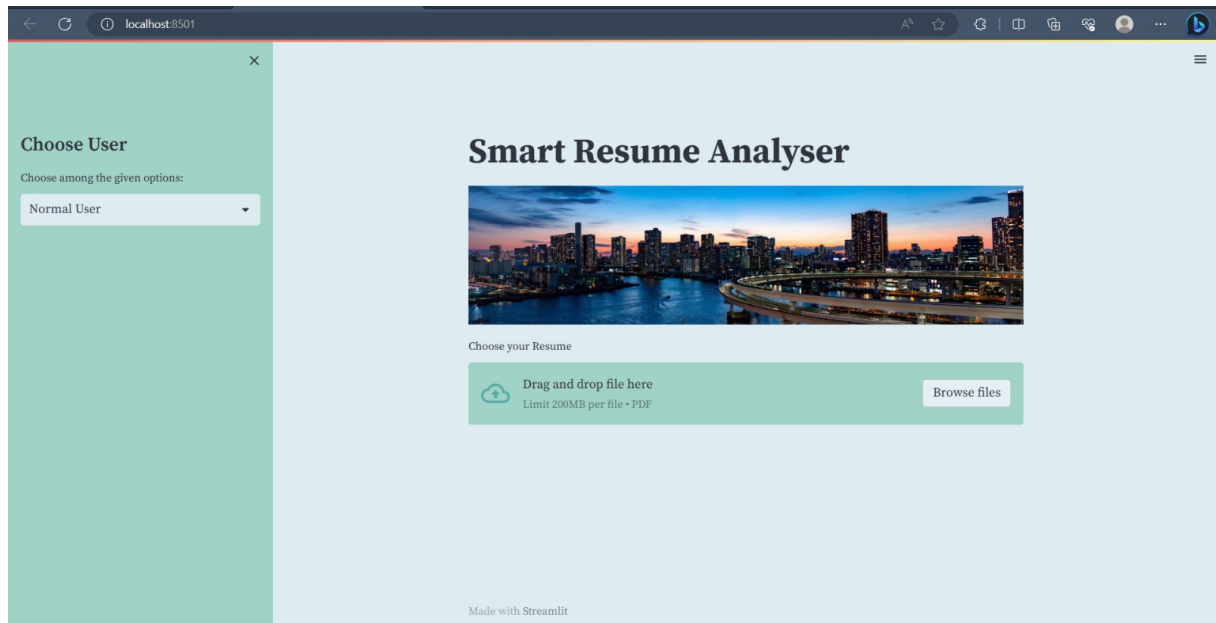 localhost:8501
Choose User
Choose among the given options:
Normal User
Smart Resume Analyser
Choose your Resume
Drag and drop file here
Limit 200MB per file • PDF
Browse files
Made with Streamlit